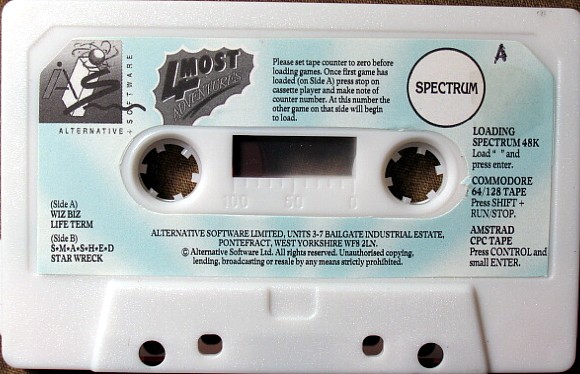 AS
ALTERNATIVE + SOFTWARE
4MOST
ADVENTURES
Please set tape counter to zero before
loading games. Once first game has
loaded (on Side A) press stop on
cassette player and make note of
counter number. At this number the
other game on that side will begin
to load.
SPECTRUM
A
LOADING
SPECTRUM 48K
Load " " and
press enter.
COMMODORE
64/128 TAPE
Press SHIFT +
RUN/STOP.
AMSTRAD
CPC TAPE
Press CONTROL and
small ENTER.
100 50 0
(Side A)
WIZ BIZ
LIFE TERM
(Side B)
S•M•A•S•H•E•D
STAR WRECK
ALTERNATIVE SOFTWARE LIMITED, UNITS 3-7 BAILGATE INDUSTRIAL ESTATE,
PONTEFRACT, WEST YORKSHIRE WF8 2LN.
© Alternative Software Ltd. All rights reserved. Unauthorised copying,
lending, broadcasting or resale by any means strictly prohibited.